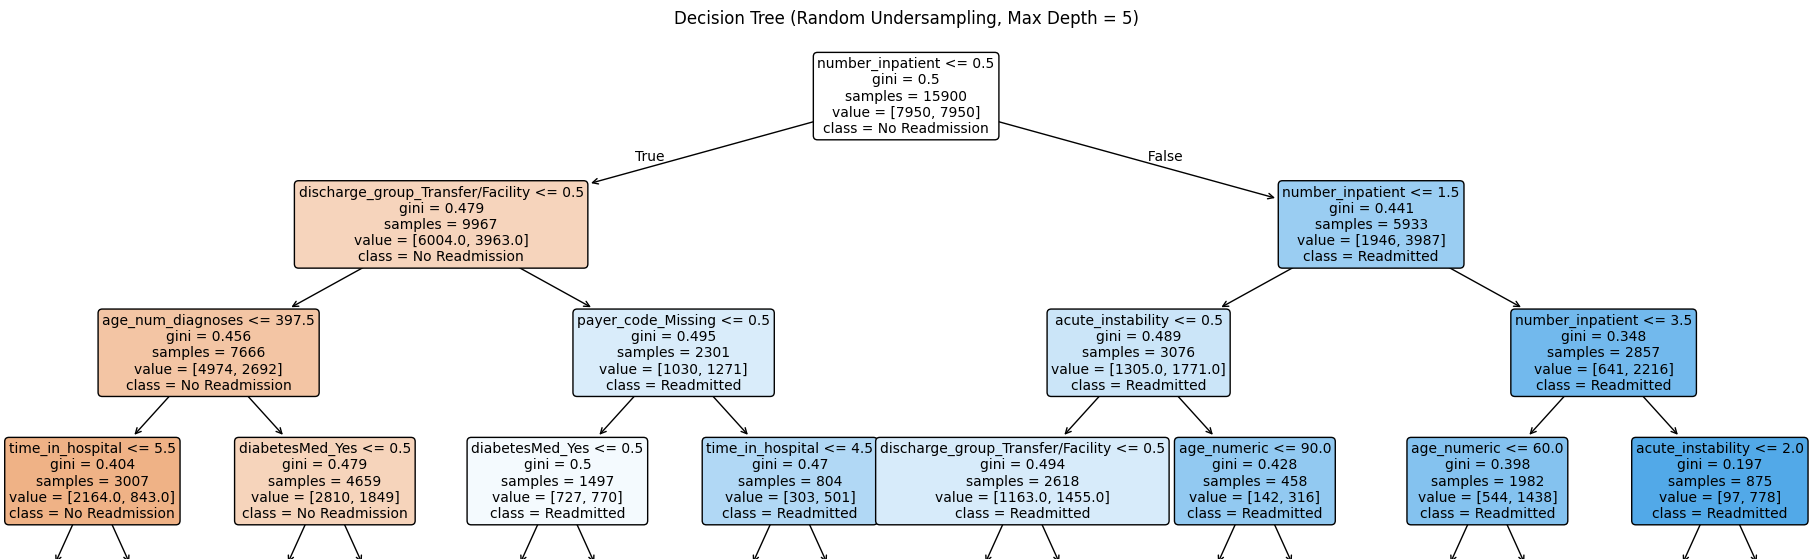 Decision Tree (Random Undersampling, Max Depth = 5)
number_inpatient <= 0.5
gini = 0.5
samples = 15900
value = [7950, 7950]
class = No Readmission
True
False
discharge_group_Transfer/Facility <= 0.5
gini = 0.479
samples = 9967
value = [6004.0, 3963.0]
class = No Readmission
number_inpatient <= 1.5
gini = 0.441
samples = 5933
value = [1946, 3987]
class = Readmitted
age_num_diagnoses <= 397.5
gini = 0.456
samples = 7666
value = [4974, 2692]
class = No Readmission
payer_code_Missing <= 0.5
gini = 0.495
samples = 2301
value = [1030, 1271]
class = Readmitted
acute_instability <= 0.5
gini = 0.489
samples = 3076
value = [1305.0, 1771.0]
class = Readmitted
number_inpatient <= 3.5
gini = 0.348
samples = 2857
value = [641, 2216]
class = Readmitted
time_in_hospital <= 5.5
gini = 0.404
samples = 3007
value = [2164.0, 843.0]
class = No Readmission
diabetesMed_Yes <= 0.5
gini = 0.479
samples = 4659
value = [2810, 1849]
class = No Readmission
diabetesMed_Yes <= 0.5
gini = 0.5
samples = 1497
value = [727, 770]
class = Readmitted
time_in_hospital <= 4.5
gini = 0.47
samples = 804
value = [303, 501]
class = Readmitted
discharge_group_Transfer/Facility <= 0.5
gini = 0.494
samples = 2618
value = [1163.0, 1455.0]
class = Readmitted
age_numeric <= 90.0
gini = 0.428
samples = 458
value = [142, 316]
class = Readmitted
age_numeric <= 60.0
gini = 0.398
samples = 1982
value = [544, 1438]
class = Readmitted
acute_instability <= 2.0
gini = 0.197
samples = 875
value = [97, 778]
class = Readmitted